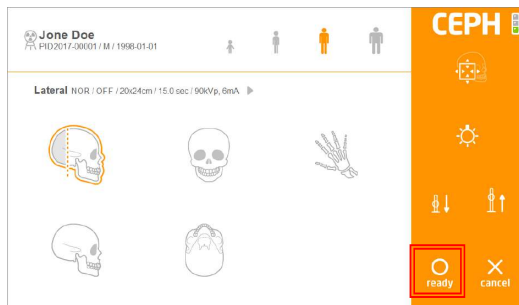 Jone Doe
PID2017-00001 / M / 1998-01-01
CEPH
Lateral NOR / OFF / 20x24cm / 15.0 sec / 90kVp, 6mA
ready
cancel